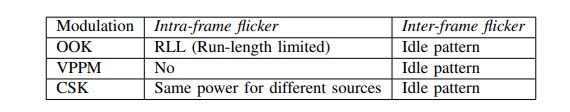 Modulation Intra-frame flicker Inter-frame flicker
OOK RLL (Run-length limited) Idle pattern
VPPM No Idle pattern
CSK Same power for different sources Idle pattern